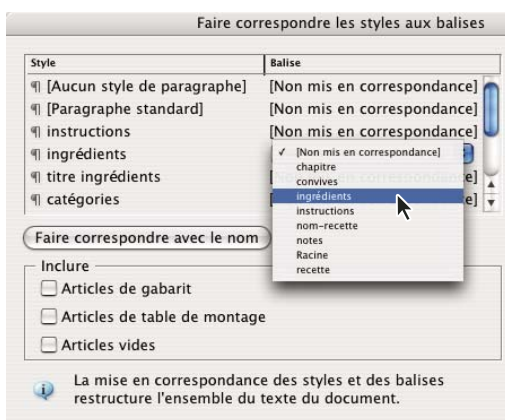 Faire correspondre les styles aux balises
Style Balise
¶ [Aucun style de paragraphe] [Non mis en correspondance]
¶ [Paragraphe standard] [Non mis en correspondance]
¶ instructions [Non mis en correspondance]
¶ ingrédients
¶ titre ingrédients
¶ catégories
✓ [Non mis en correspondance]
chapitre
convives
ingrédients
instructions
nom-recette
notes
Racine
recette
Faire correspondre avec le nom
Inclure
Articles de gabarit
Articles de table de montage
Articles vides
La mise en correspondance des styles et des balises
restructure l'ensemble du texte du document.